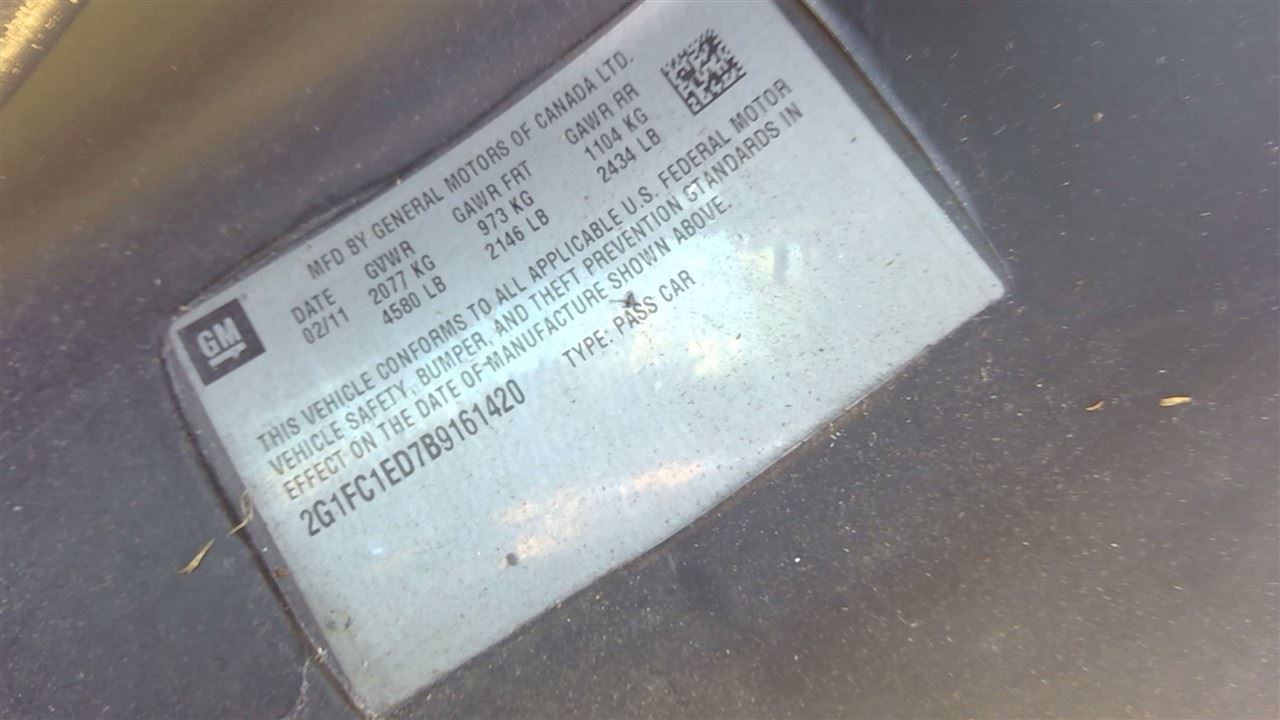 GM
MFD BY GENERAL MOTORS OF CANADA LTD.
DATE GVWR GAWR FRT GAWR RR
02/11 2077 KG 973 KG 1104 KG
4580 LB 2146 LB 2434 LB
THIS VEHICLE CONFORMS TO ALL APPLICABLE U.S. FEDERAL MOTOR
VEHICLE SAFETY, BUMPER, AND THEFT PREVENTION STANDARDS IN
EFFECT ON THE DATE OF MANUFACTURE SHOWN ABOVE.
2G1FC1ED7B9161420 TYPE: PASS CAR